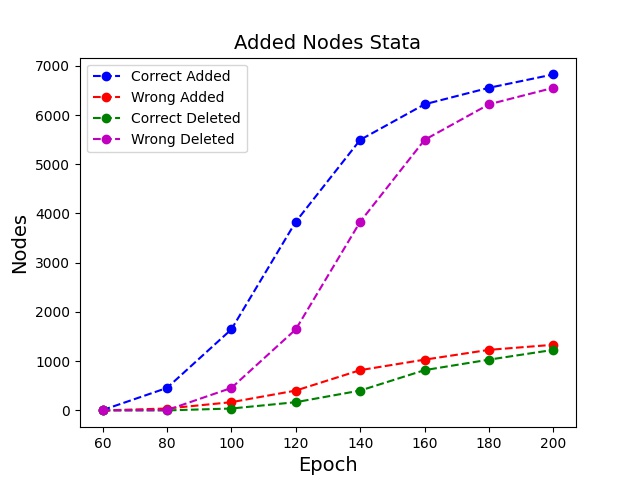 Added Nodes Stata
7000
6000
5000
4000
3000
2000
1000
0
Nodes
Correct Added
Wrong Added
Correct Deleted
Wrong Deleted
60 80 100 120 140 160 180 200
Epoch